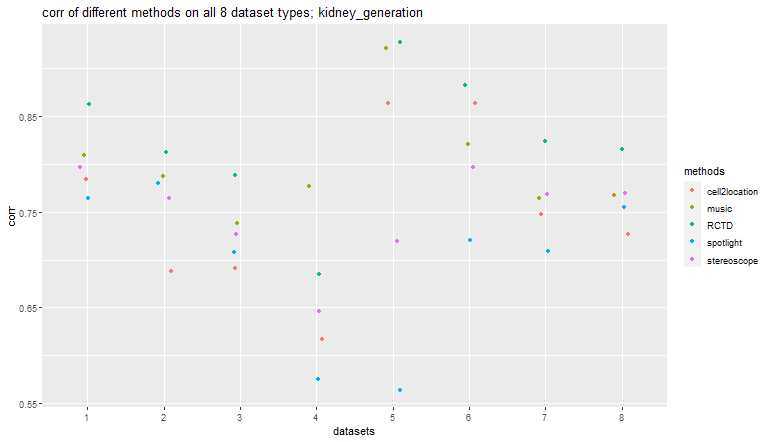 corr of different methods on all 8 dataset types; kidney_generation
corr
0.85
0.75
0.65
0.55
1 2 3 4 5 6 7 8
datasets
methods
cell2location
music
RCTD
spotlight
stereoscope